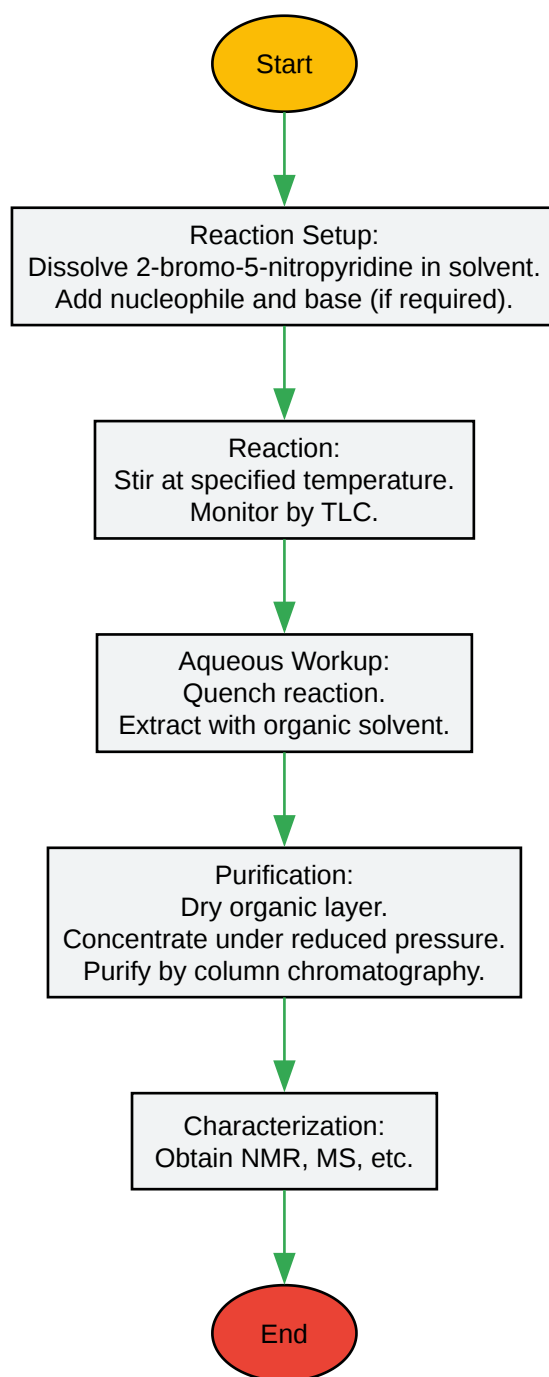 Start
Reaction Setup:
Dissolve 2-bromo-5-nitropyridine in solvent.
Add nucleophile and base (if required).
Reaction:
Stir at specified temperature.
Monitor by TLC.
Aqueous Workup:
Quench reaction.
Extract with organic solvent.
Purification:
Dry organic layer.
Concentrate under reduced pressure.
Purify by column chromatography.
Characterization:
Obtain NMR, MS, etc.
End